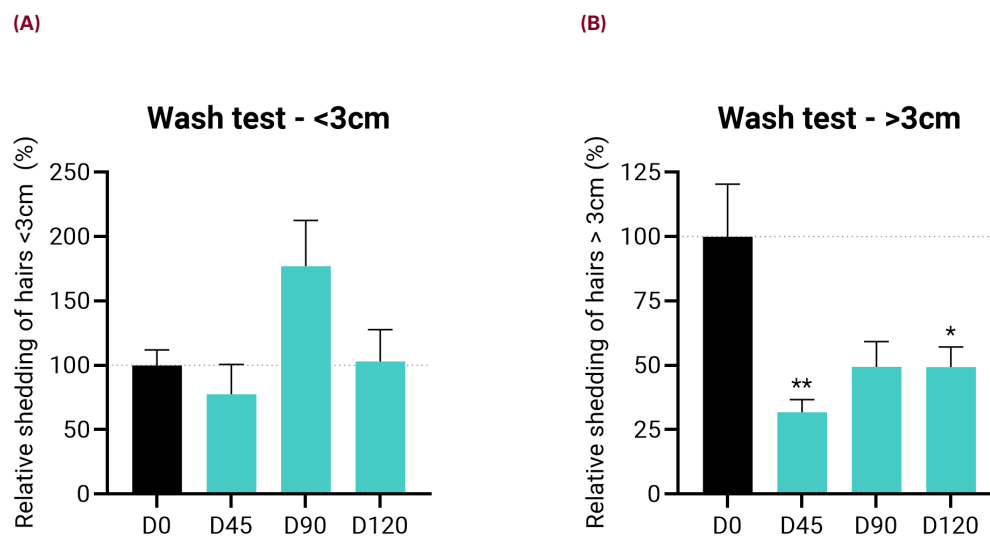 (A)
Wash test - <3cm
Relative shedding of hairs <3cm (%)
250
200
150
100
50
0
D0 D45 D90 D120
(B)
Wash test - >3cm
Relative shedding of hairs > 3cm (%)
125
100
75
50
25
0
**
*
D0 D45 D90 D120